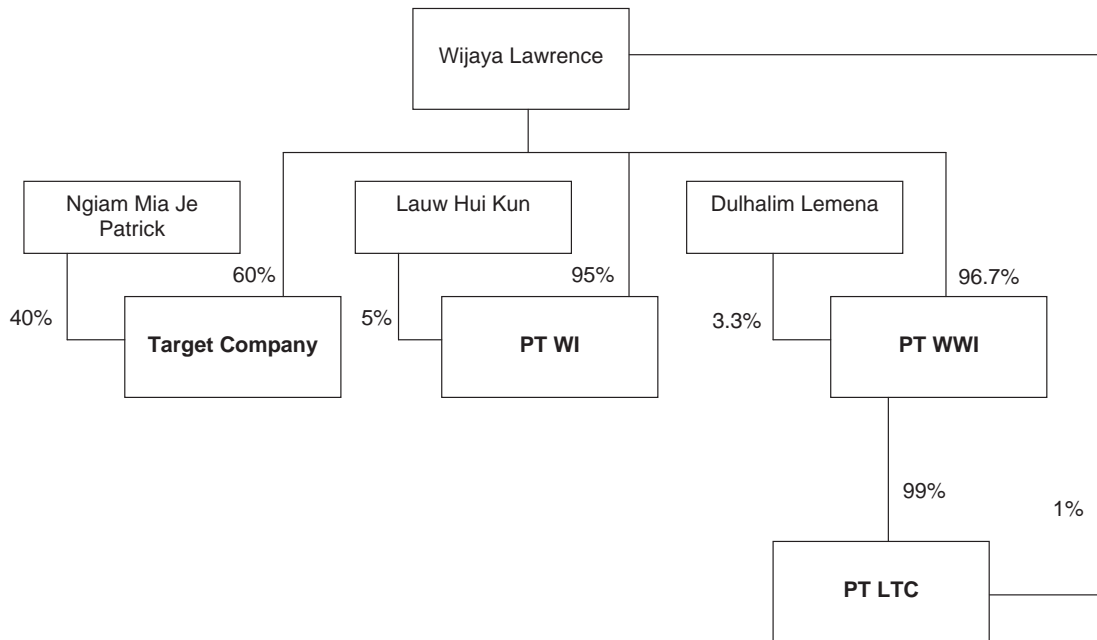 Wijaya Lawrence
Ngiam Mia Je
Patrick
Lauw Hui Kun
Dulhalim Lemena
60%
95%
96.7%
40%
5%
3.3%
Target Company
PT WI
PT WWI
99%
1%
PT LTC